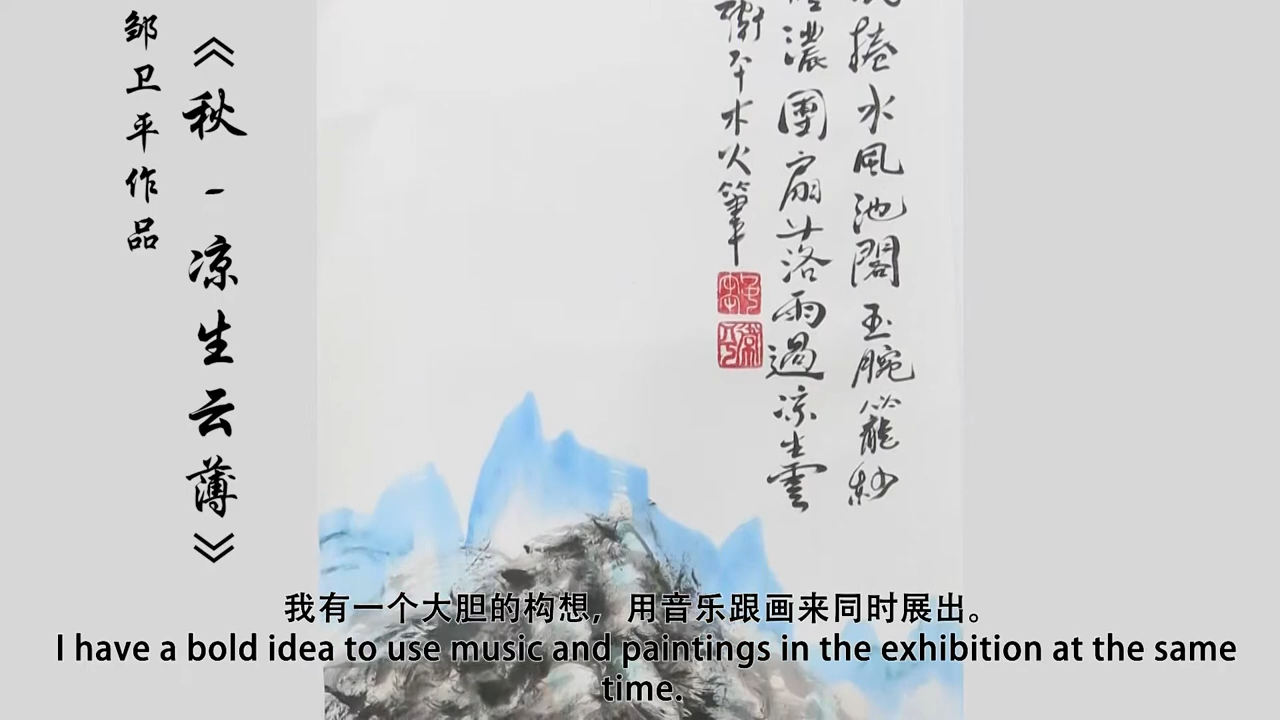 《秋-凉生云薄》
邹卫平作品
捲水風池閣玉腕籠紗
濃團扇落雨過凉生雲
衛平水火筆
我有一个大胆的构想，用音乐跟画来同时展出。
I have a bold idea to use music and paintings in the exhibition at the same
time.